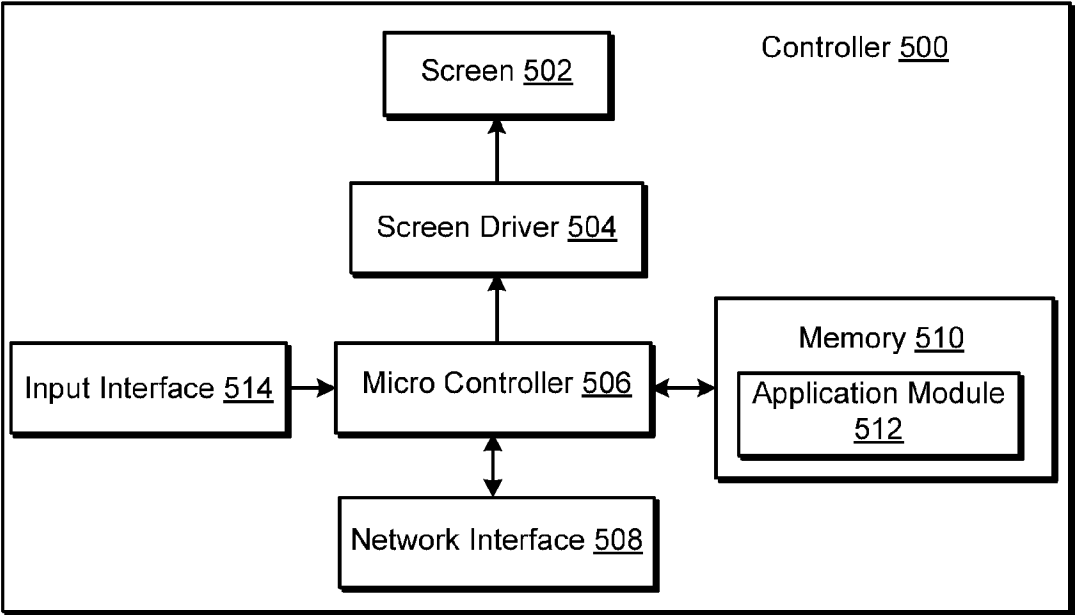 Controller 500
Screen 502
Screen Driver 504
Memory 510
Input Interface 514
Micro Controller 506
Application Module
512
Network Interface 508